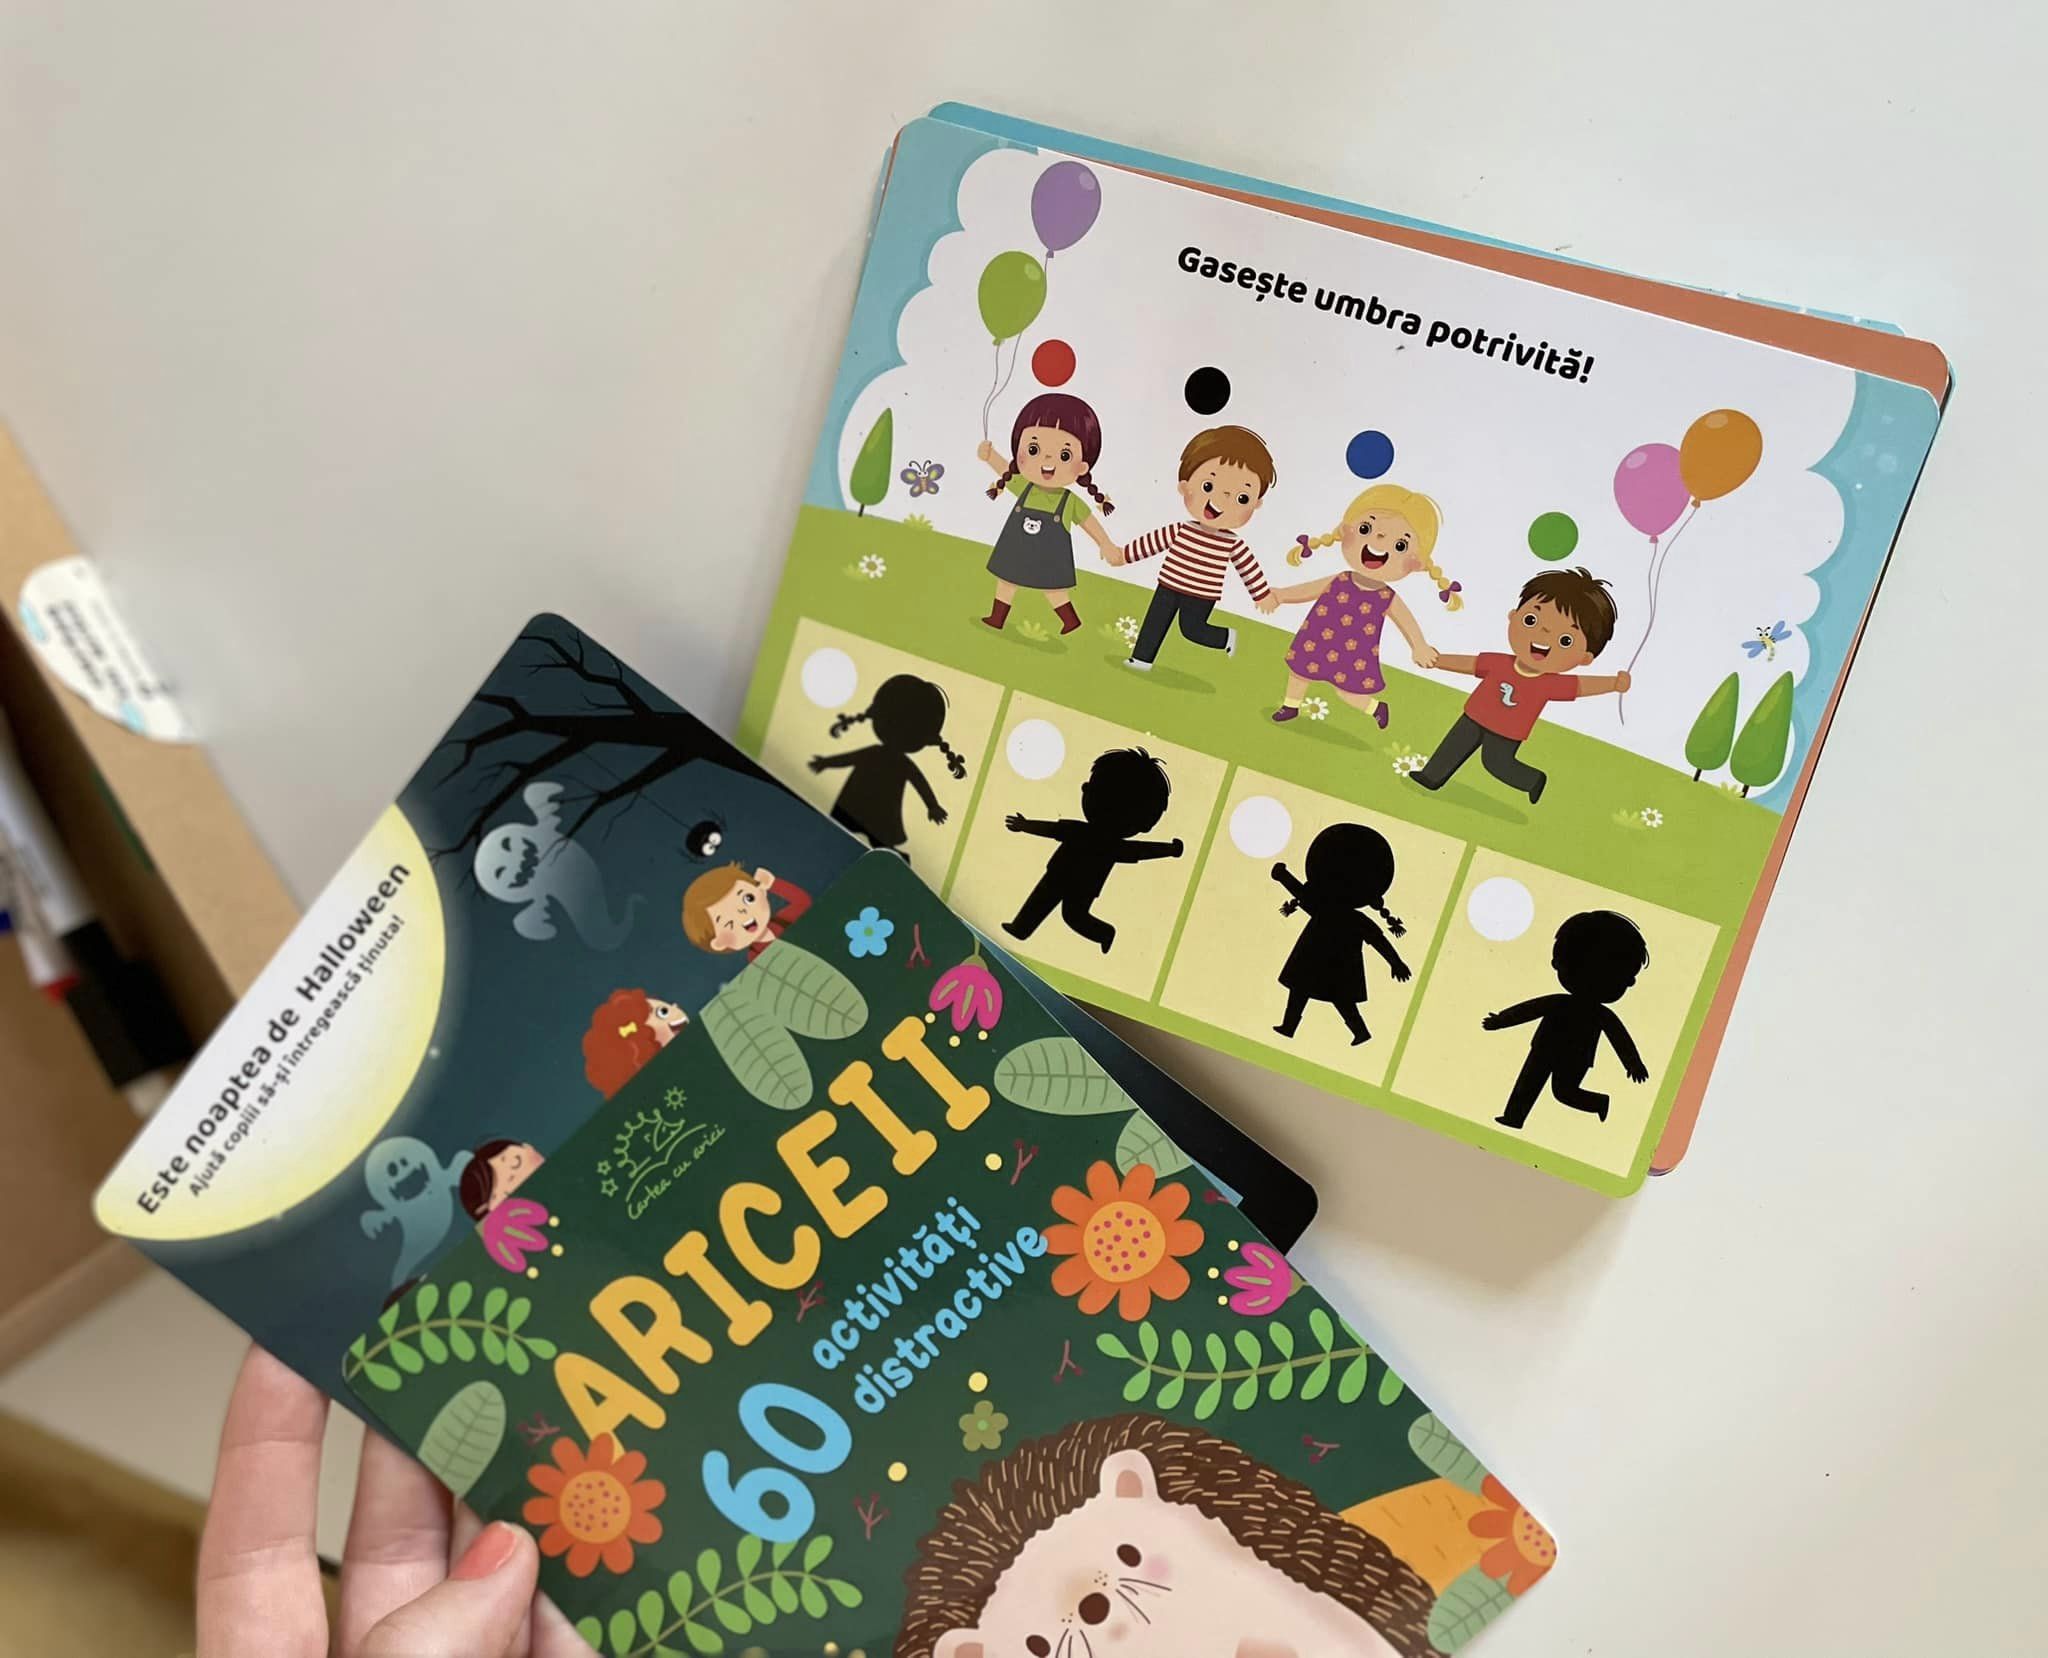 Gasește umbra potrivită!
Este noaptea de Halloween
Ajută copiii să-și întregească ținuta!
Cartea cu arici
ARICEII
60
activități
distractive